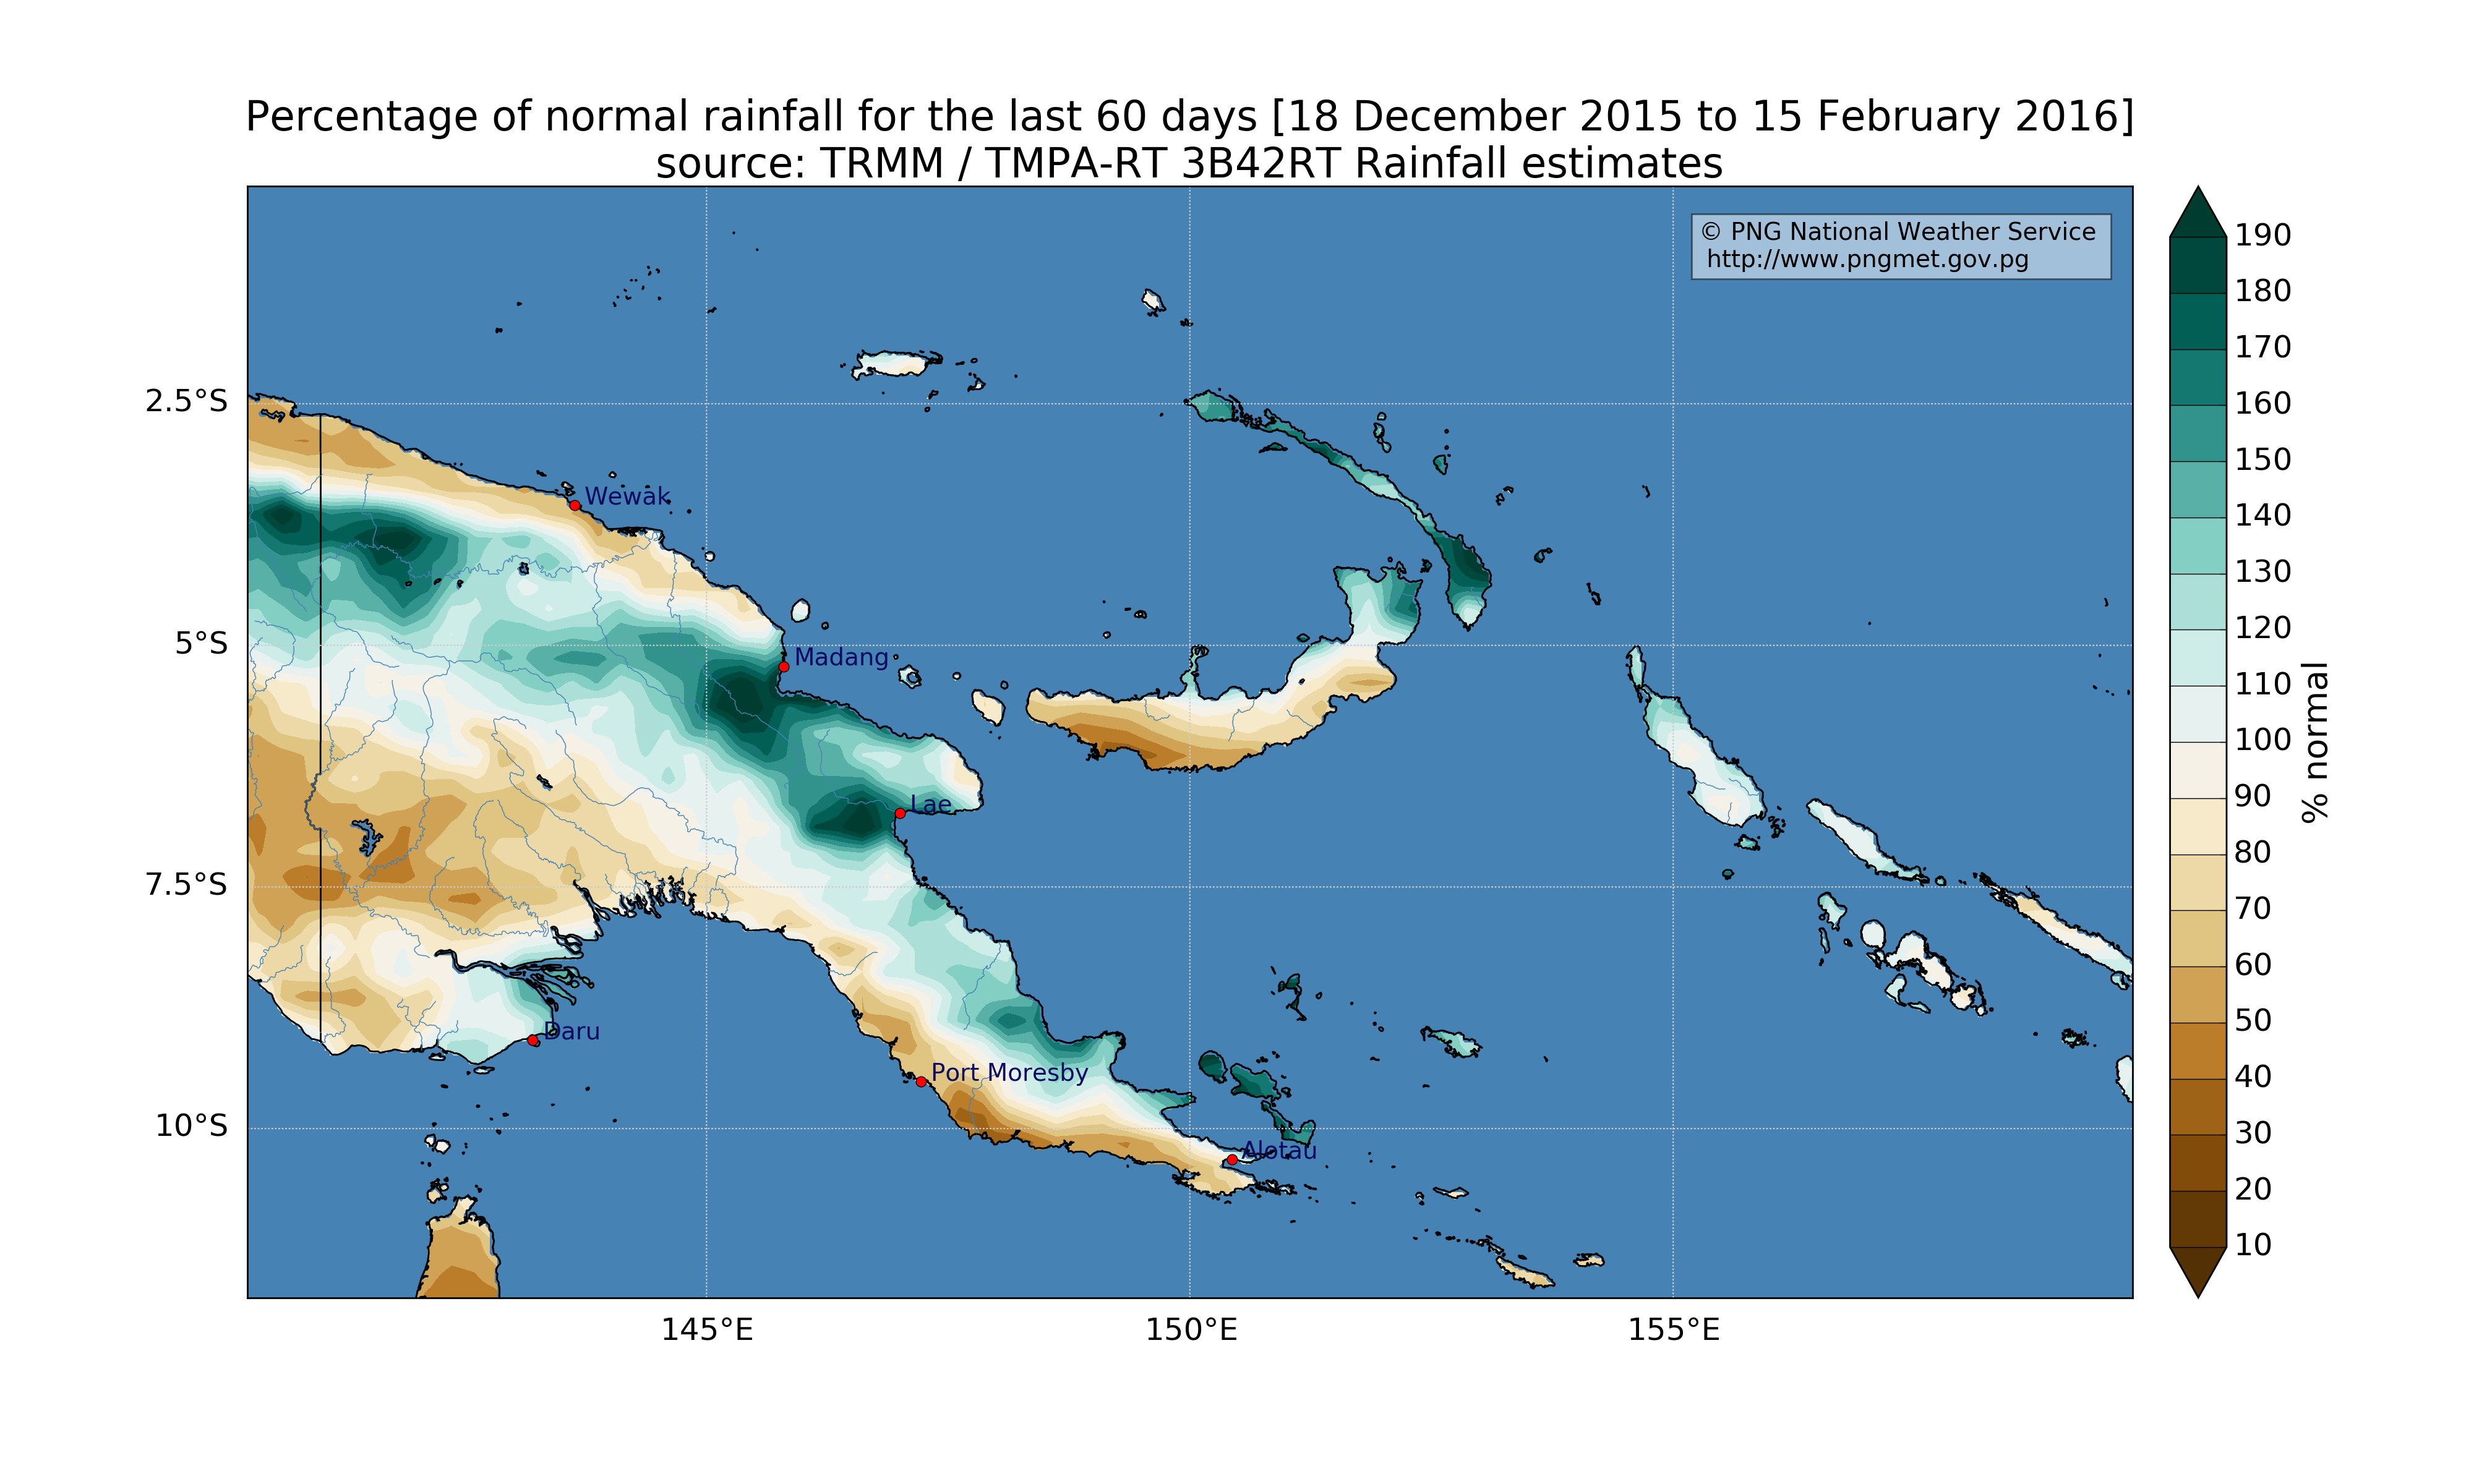 Percentage of normal rainfall for the last 60 days [18 December 2015 to 15 February 2016]
source: TRMM / TMPA-RT 3B42RT Rainfall estimates
© PNG National Weather Service
http://www.pngmet.gov.pg
2.5°S
5°S
7.5°S
10°S
Wewak
Madang
Lae
Daru
Port Moresby
Alotau
145°E
150°E
155°E
190
180
170
160
150
140
130
120
110
100
90
80
70
60
50
40
30
20
10
% normal